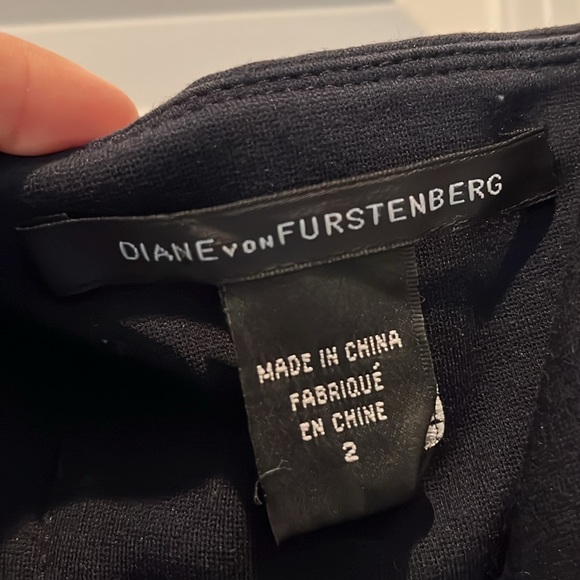 DIANE VON FURSTENBERG
MADE IN CHINA
FABRIQUÉ
EN CHINE
2